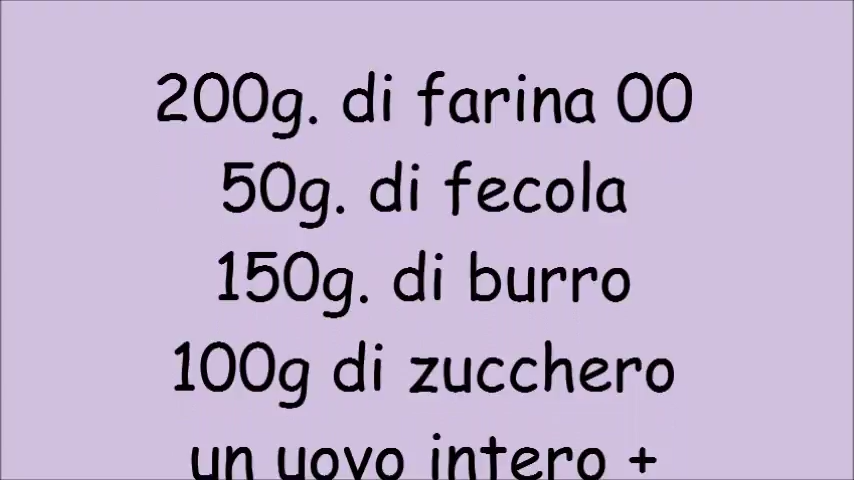 200g. di farina 00
50g. di fecola
150g. di burro
100g di zucchero
un uovo intero +